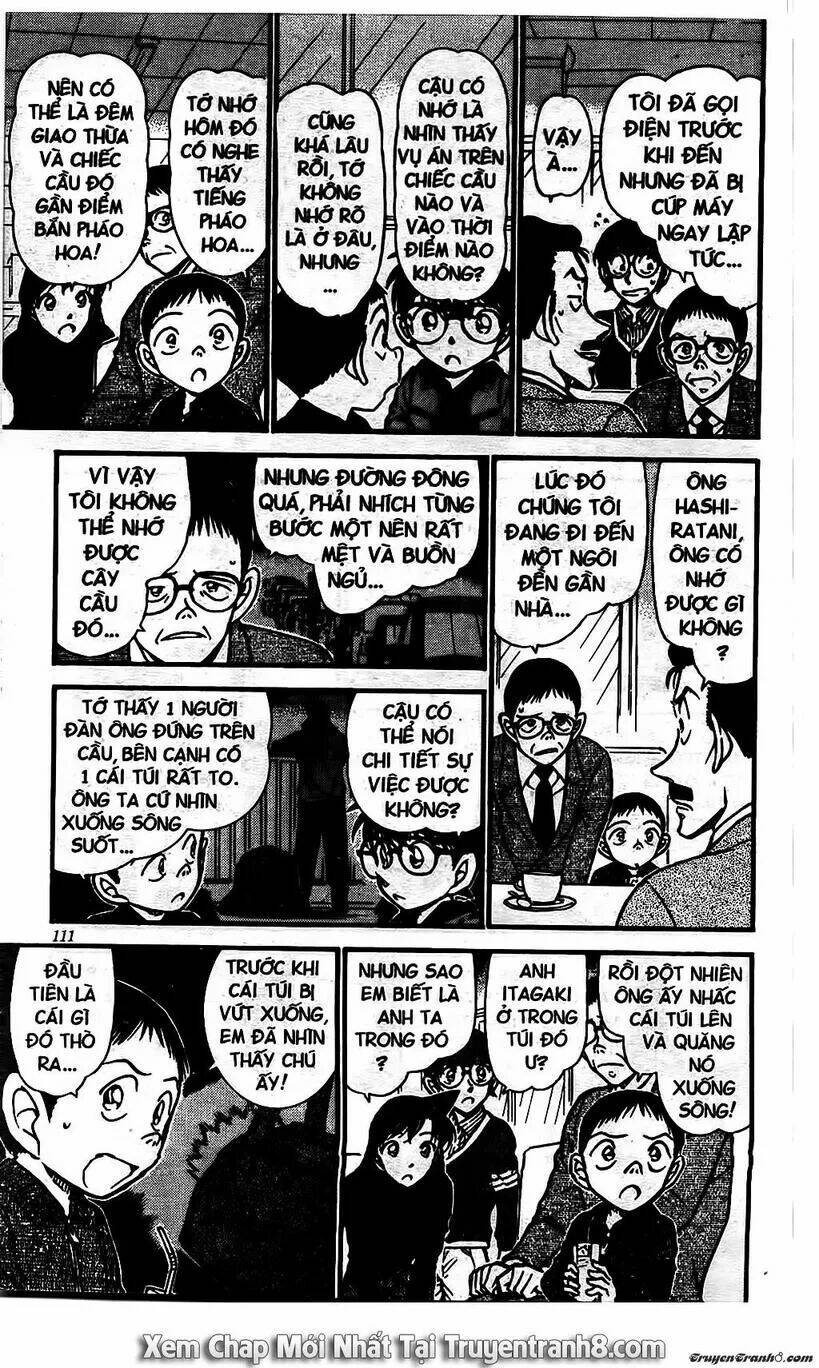 TÔI ĐÃ GỌI
ĐIỆN TRƯỚC
KHI ĐẾN
NHƯNG ĐÃ BỊ
CÚP MÁY
NGAY LẬP
TỨC...
VẬY
À...
CẬU CÓ
NHỚ LÀ
NHÌN THẤY
VỤ ÁN TRÊN
CHIẾC CẦU
NÀO VÀ
VÀO THỜI
ĐIỂM NÀO
KHÔNG?
CŨNG
KHÁ LÂU
RỒI, TỚ
KHÔNG
NHỚ RÕ
LÀ Ở ĐÂU,
NHƯNG
...
TỚ NHỚ
HÔM ĐÓ
CÓ NGHE
THẤY
TIẾNG
PHÁO
HOA...
NÊN CÓ
THỂ LÀ ĐÊM
GIAO THỪA
VÀ CHIẾC
CẦU ĐÓ
GẦN ĐIỂM
BẮN PHÁO
HOA!
ÔNG
HASHI-
RATANI,
ÔNG CÓ
NHỚ
ĐƯỢC GÌ
KHÔNG
?
LÚC ĐÓ
CHÚNG TÔI
ĐANG ĐI ĐẾN
MỘT NGÔI
ĐỀN GẦN
NHÀ...
NHƯNG ĐƯỜNG ĐÔNG
QUÁ, PHẢI NHÍCH TỪNG
BƯỚC MỘT NÊN RẤT
MỆT VÀ BUỒN
NGỦ...
VÌ VẬY
TÔI KHÔNG
THỂ NHỚ
ĐƯỢC
CÂY
CẦU
ĐÓ...
CẬU CÓ
THỂ NÓI
CHI TIẾT SỰ
VIỆC ĐƯỢC
KHÔNG?
TỚ THẤY 1 NGƯỜI
ĐÀN ÔNG ĐỨNG TRÊN
CẦU, BÊN CẠNH CÓ
1 CÁI TÚI RẤT TO.
ÔNG TA CỨ NHÌN
XUỐNG SÔNG
SUỐT...
111
RỒI ĐỘT NHIÊN
ÔNG ẤY NHẤC
CÁI TÚI LÊN
VÀ QUĂNG
NÓ
XUỐNG
SÔNG!
ANH
ITAGAKI
Ở TRONG
TÚI ĐÓ
Ư?
NHƯNG SAO
EM BIẾT LÀ
ANH TA
TRONG ĐÓ
?
TRƯỚC KHI
CÁI TÚI BỊ
VỨT XUỐNG,
EM ĐÃ NHÌN
THẤY CHÚ
ẤY!
ĐẦU
TIÊN LÀ
CÁI GÌ
ĐÓ THÒ
RA...
Xem Chap Mới Nhất Tại Truyentranh8.com
TruyenTranh8.com